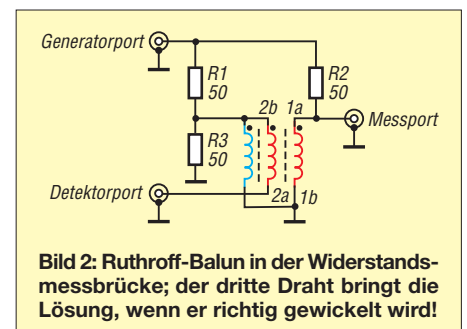 Generatorport
R1
50
R2
50
2b 1a
Messport
R3
50
Detektorport
2a 1b
Bild 2: Ruthroff-Balun in der Widerstands-
messbrücke; der dritte Draht bringt die
Lösung, wenn er richtig gewickelt wird!